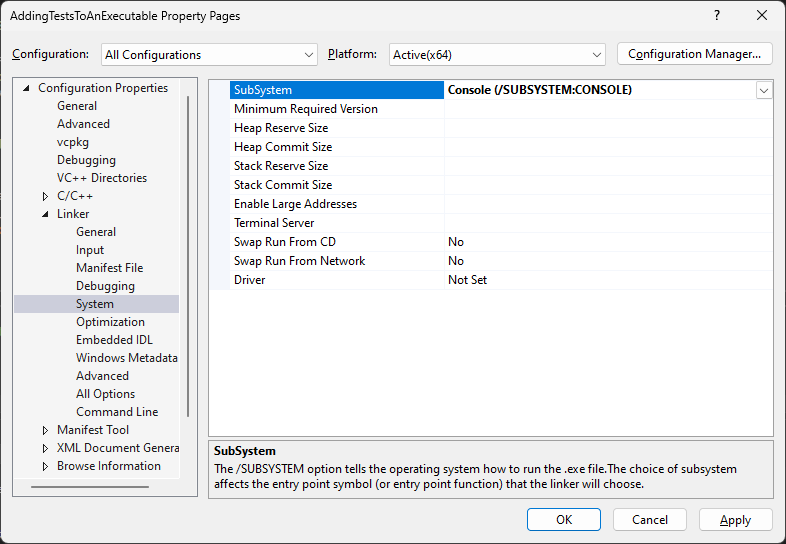 AddingTestsToAnExecutable Property Pages
?
Configuration: All Configurations Platform: Active(x64) Configuration Manager...
Configuration Properties
General
Advanced
vcpkg
Debugging
VC++ Directories
C/C++
Linker
General
Input
Manifest File
Debugging
System
Optimization
Embedded IDL
Windows Metadata
Advanced
All Options
Command Line
Manifest Tool
XML Document Genera
Browse Information
SubSystem Console (/SUBSYSTEM:CONSOLE)
Minimum Required Version
Heap Reserve Size
Heap Commit Size
Stack Reserve Size
Stack Commit Size
Enable Large Addresses
Terminal Server
Swap Run From CD No
Swap Run From Network No
Driver Not Set
SubSystem
The /SUBSYSTEM option tells the operating system how to run the .exe file.The choice of subsystem
affects the entry point symbol (or entry point function) that the linker will choose.
OK Cancel Apply